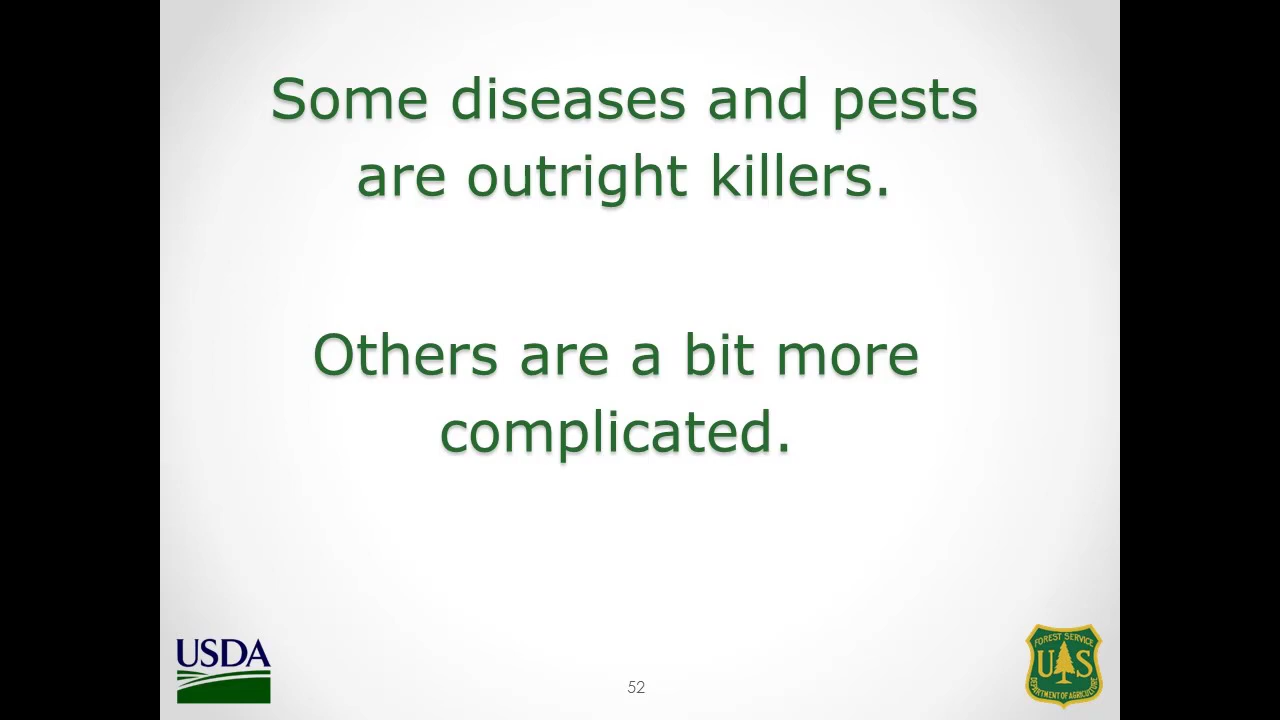 Some diseases and pests
are outright killers.
Others are a bit more
complicated.
USDA
52
FOREST SERVICE
U S
DEPARTMENT OF AGRICULTURE